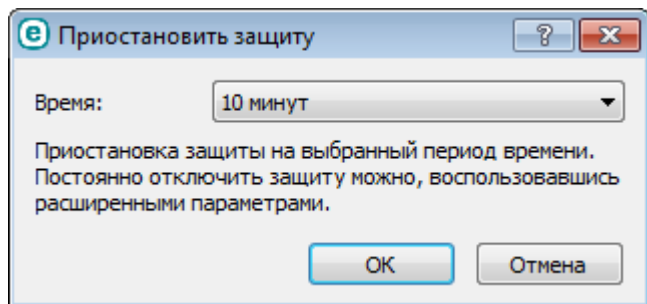 e Приостановить защиту ?
Время: 10 минут
Приостановка защиты на выбранный период времени.
Постоянно отключить защиту можно, воспользовавшись
расширенными параметрами.
OK Отмена